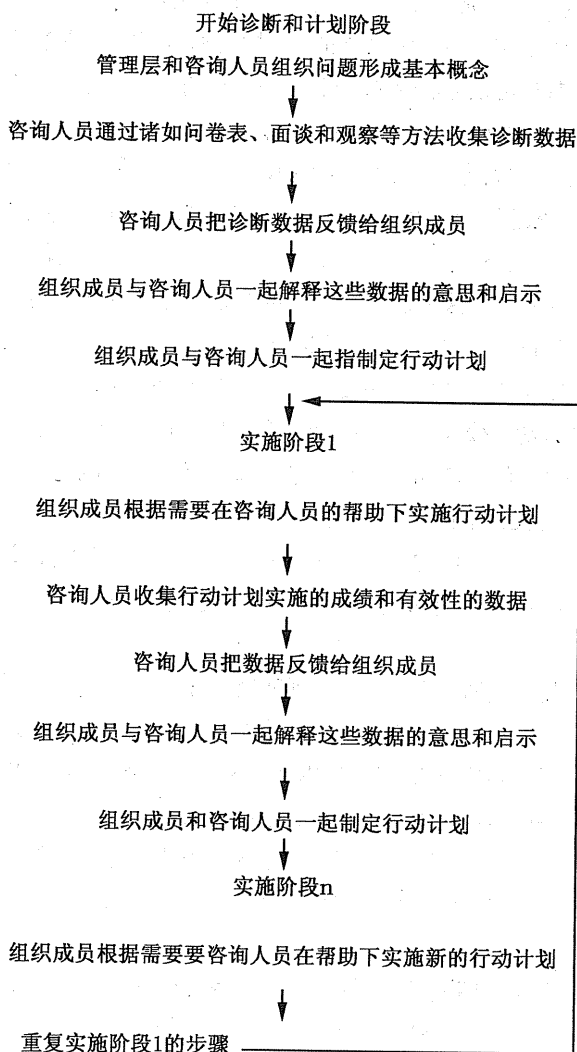 开始诊断和计划阶段
管理层和咨询人员组织问题形成基本概念
咨询人员通过诸如问卷表、面谈和观察等方法收集诊断数据
咨询人员把诊断数据反馈给组织成员
组织成员与咨询人员一起解释这些数据的意思和启示
组织成员与咨询人员一起指制定行动计划
实施阶段1
组织成员根据需要在咨询人员的帮助下实施行动计划
咨询人员收集行动计划实施的成绩和有效性的数据
咨询人员把数据反馈给组织成员
组织成员与咨询人员一起解释这些数据的意思和启示
组织成员和咨询人员一起制定行动计划
实施阶段n
组织成员根据需要要咨询人员在帮助下实施新的行动计划
重复实施阶段1的步骤